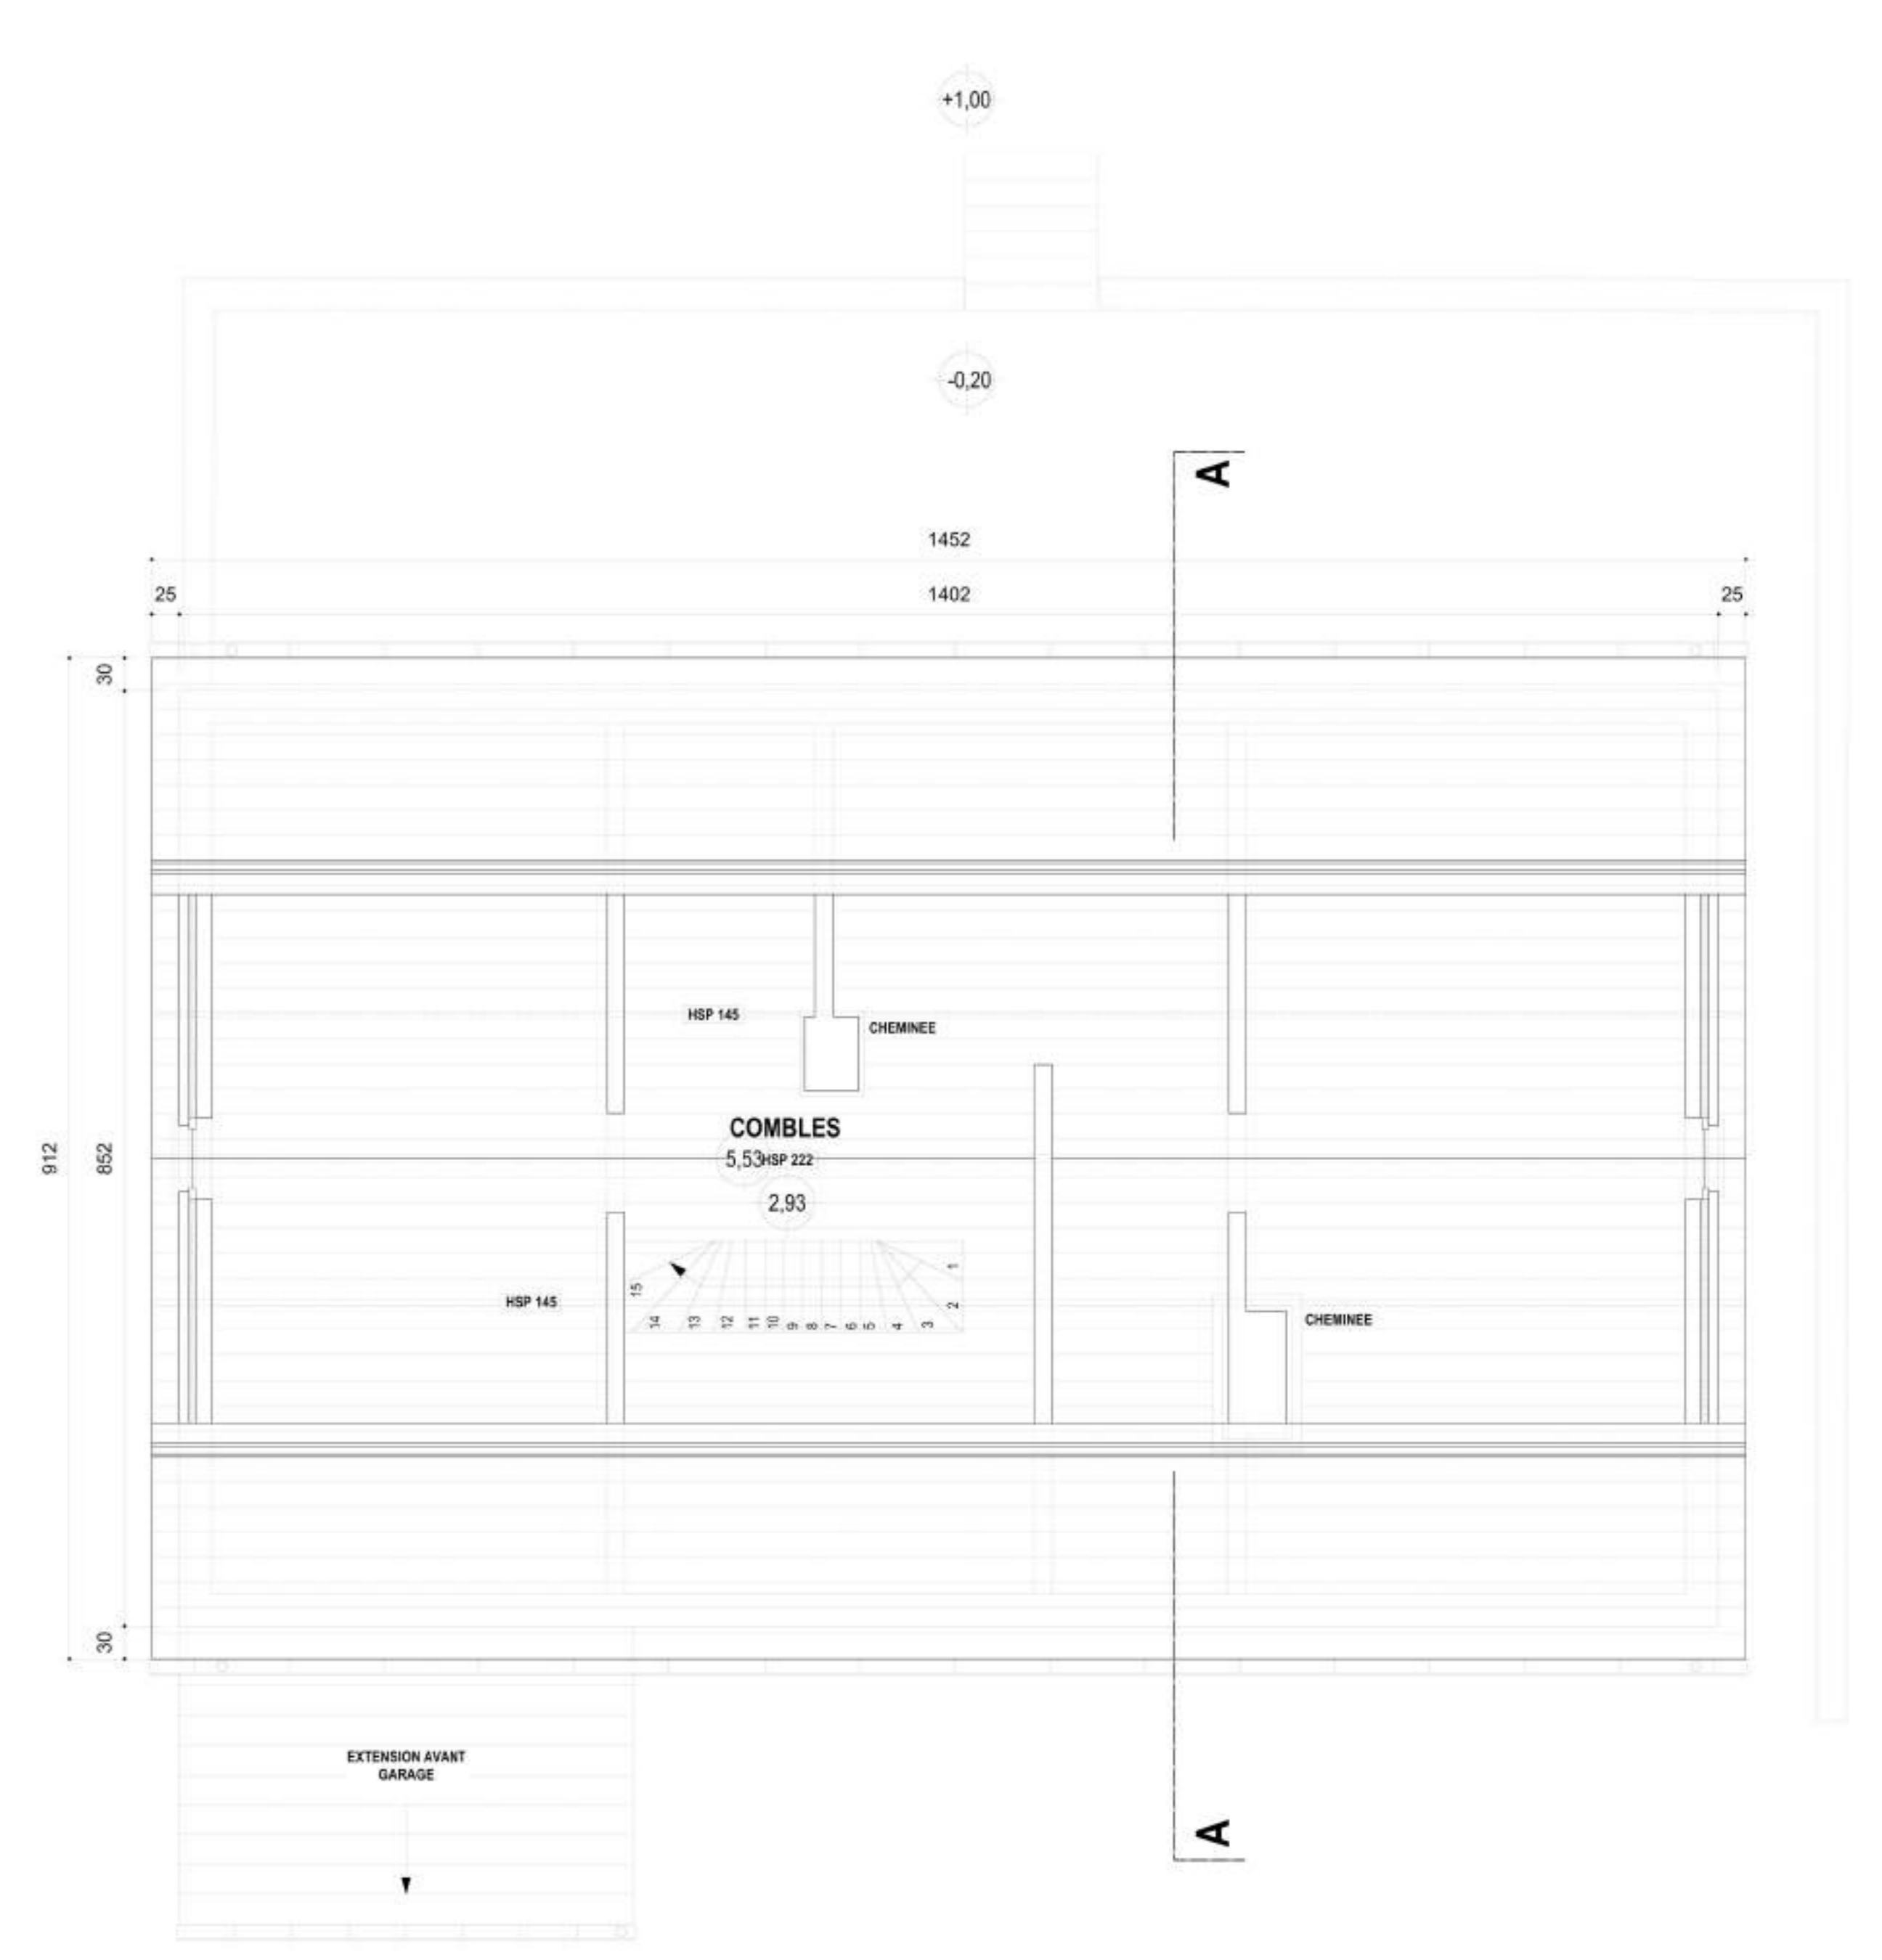 +1,00
-0,20
A
1452
25 1402 25
30
HSP 145
CHEMINEE
COMBLES
912 852 5,53 HSP 222
2,93
HSP 145
15 14 13 12 11 10 9 8 7 6 5 4 3 2 1
CHEMINEE
30
EXTENSION AVANT
GARAGE
A